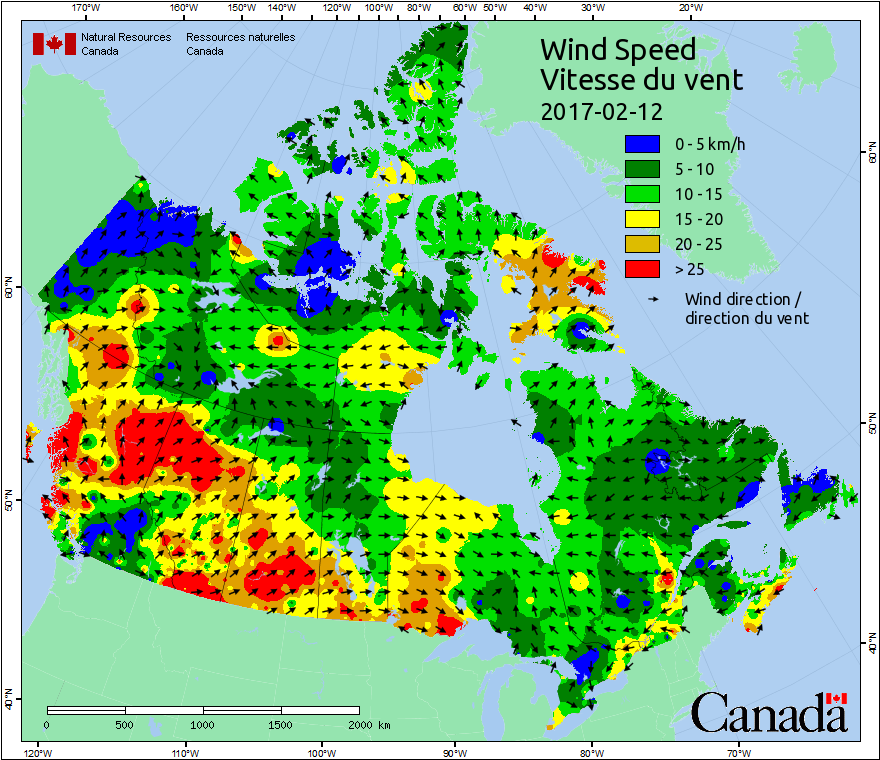 170°W 160°W 150°W 140°W 130°W 120°W 110°W 100°W 90°W 80°W 70°W 60°W 50°W 40°W 30°W 20°W
Natural Resources Canada
Ressources naturelles Canada
Wind Speed
Vitesse du vent
2017-02-12
0 - 5 km/h
5 - 10
10 - 15
15 - 20
20 - 25
> 25
Wind direction /
direction du vent
60°N
60°N
50°N
50°N
40°N
40°N
0 500 1000 1500 2000 km
Canada
120°W 110°W 100°W 90°W 80°W 70°W